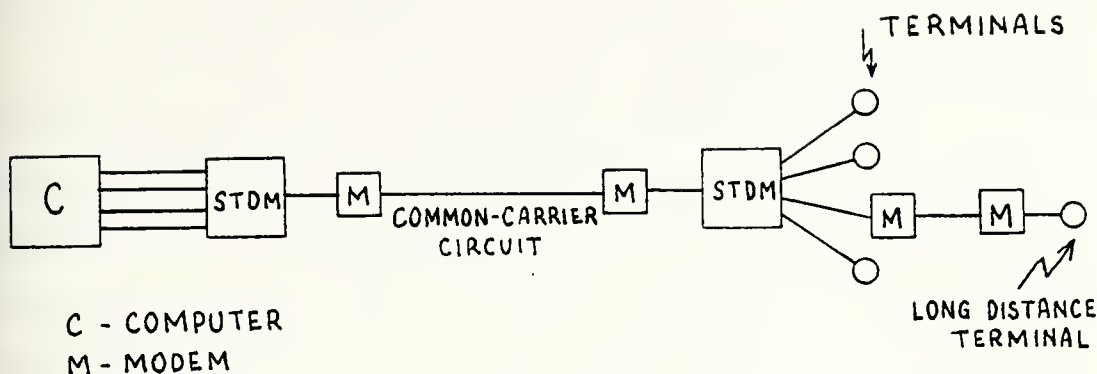 TERMINALS
C
STDM
M
COMMON-CARRIER
CIRCUIT
M
STDM
M
M
LONG DISTANCE
TERMINAL
C - COMPUTER
M - MODEM